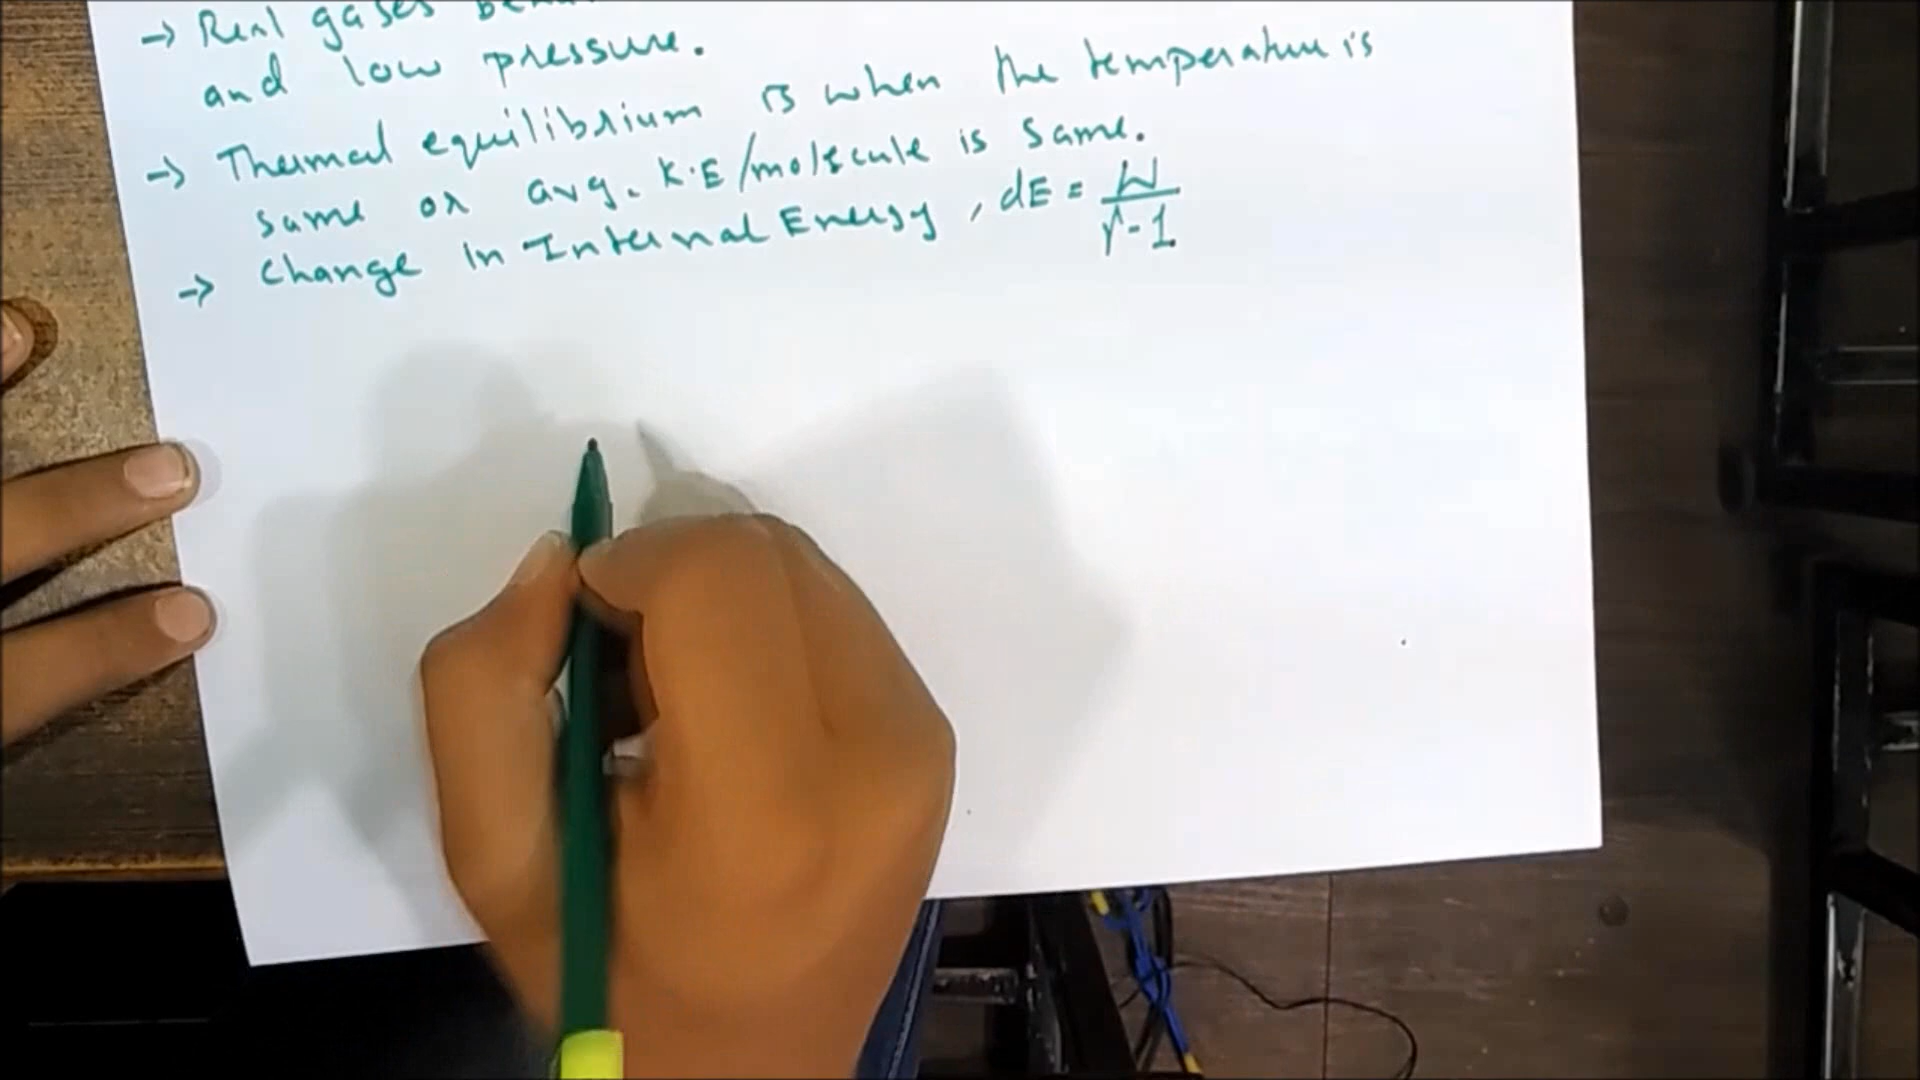 → Real gases
and low pressure.
→ Thermal equilibrium is when the temperature is
same or avg. K.E/molecule is same.
→ Change in Internal Energy, dE = W/γ-1